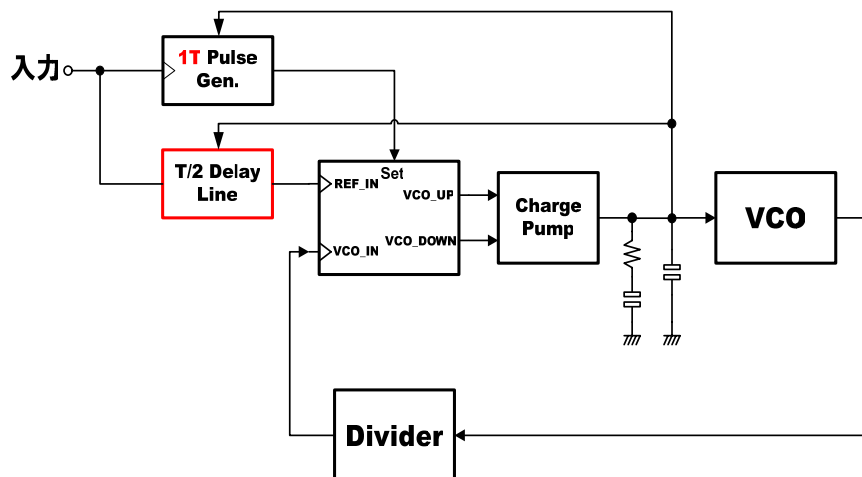 入力
1T Pulse
Gen.
T/2 Delay
Line
Set
REF_IN
VCO_UP
VCO_IN
VCO_DOWN
Charge
Pump
VCO
Divider